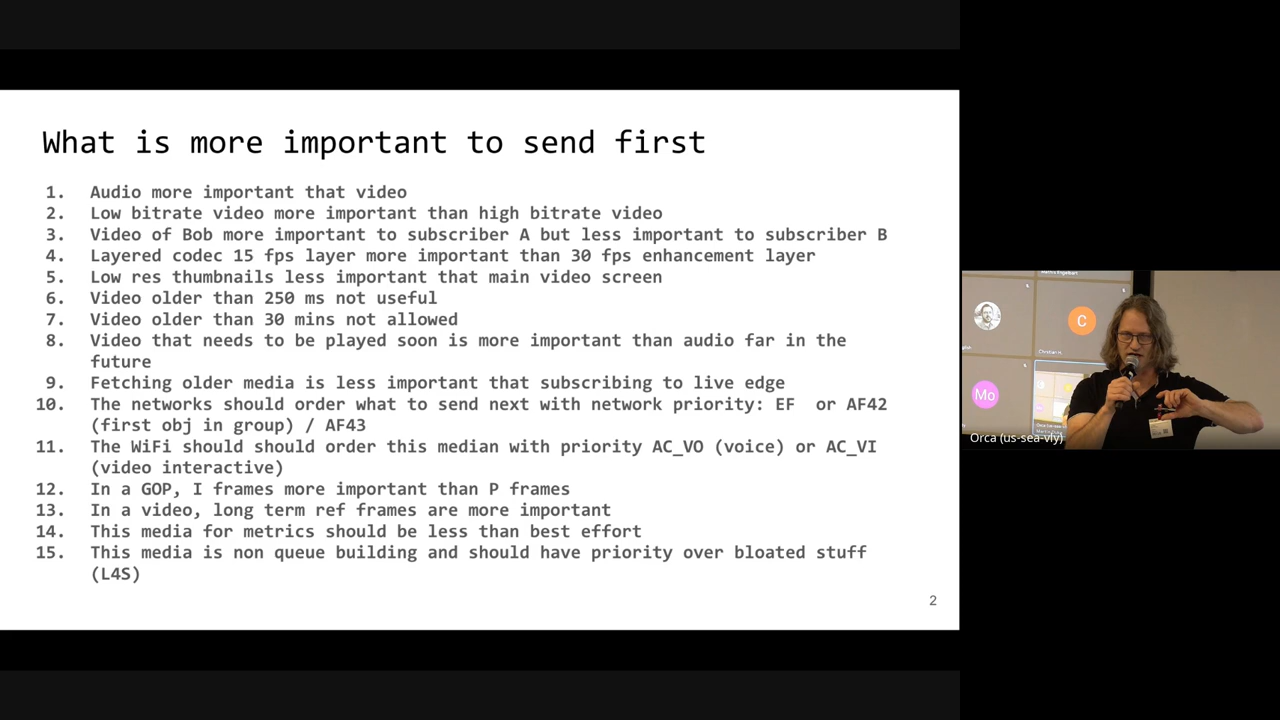 What is more important to send first
1. Audio more important that video
2. Low bitrate video more important than high bitrate video
3. Video of Bob more important to subscriber A but less important to subscriber B
4. Layered codec 15 fps layer more important than 30 fps enhancement layer
5. Low res thumbnails less important that main video screen
6. Video older than 250 ms not useful
7. Video older than 30 mins not allowed
8. Video that needs to be played soon is more important than audio far in the
future
9. Fetching older media is less important that subscribing to live edge
10. The networks should order what to send next with network priority: EF or AF42
(first obj in group) / AF43
11. The WiFi should should order this median with priority AC_VO (voice) or AC_VI
(video interactive)
12. In a GOP, I frames more important than P frames
13. In a video, long term ref frames are more important
14. This media for metrics should be less than best effort
15. This media is non queue building and should have priority over bloated stuff
(L4S)
2
C
Christian H.
Mo
Orca (us-sea-vly)